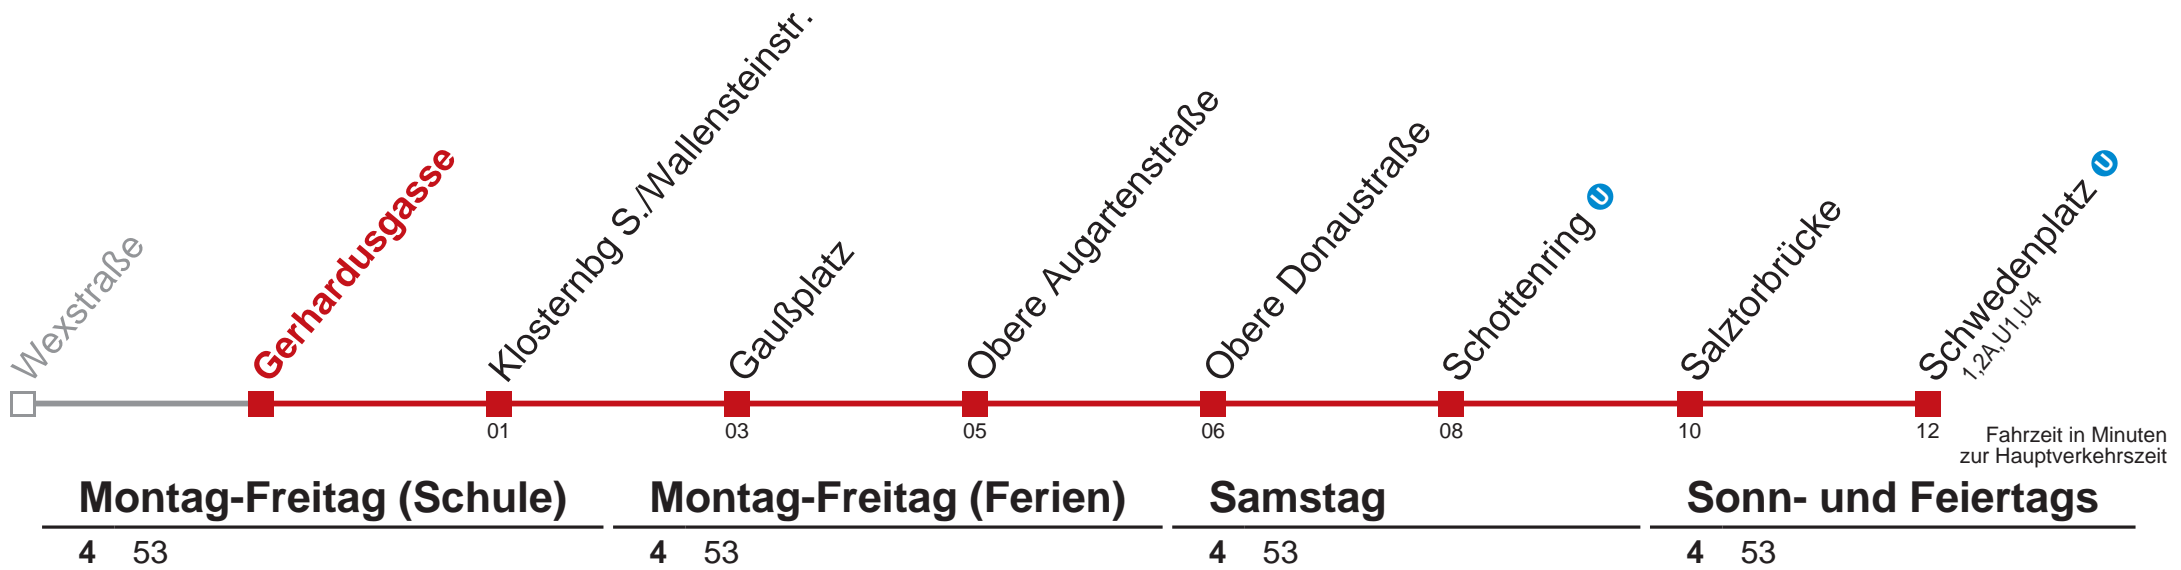 Wexstraße
Gerhardusgasse
Klosternbg S./Wallensteinstr.
Gaußplatz
Obere Augartenstraße
Obere Donaustraße
Schottenring U
Salztorbrücke
Schwedenplatz U
1,2A,U1,U4
01 03 05 06 08 10 12
Fahrzeit in Minuten
zur Hauptverkehrszeit
Montag-Freitag (Schule) Montag-Freitag (Ferien) Samstag Sonn- und Feiertags
4 53 4 53 4 53 4 53